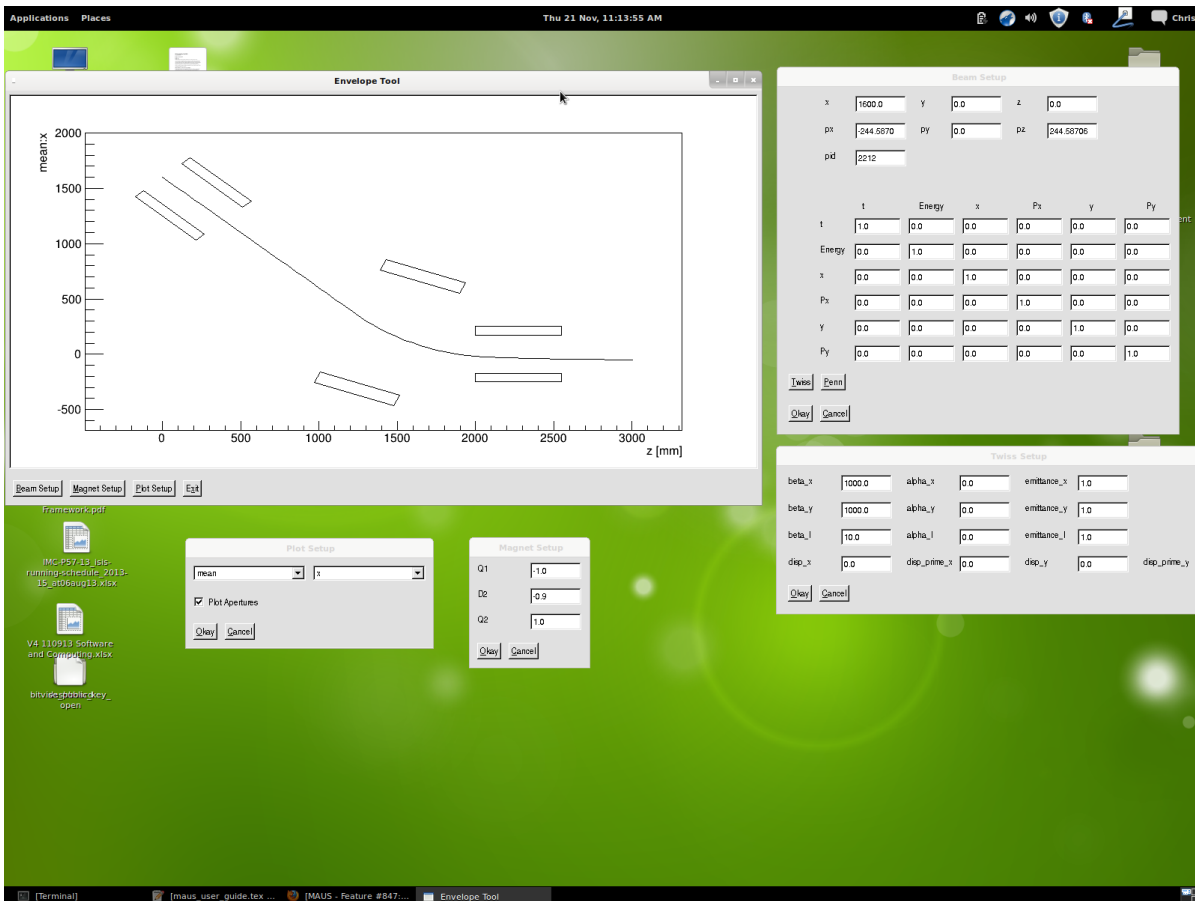 Applications Places
Thu 21 Nov, 11:13:55 AM
Chris
Envelope Tool
mean:x
2000
1500
1000
500
0
-500
0 500 1000 1500 2000 2500 3000
z [mm]
Beam Setup Magnet Setup Plot Setup Exit
Beam Setup
x 1600.0 y 0.0 z 0.0
px -244.5870 py 0.0 pz 244.58706
pid 2212
t Energy x Px y Py
t 1.0 0.0 0.0 0.0 0.0 0.0
Energy 0.0 1.0 0.0 0.0 0.0 0.0
x 0.0 0.0 1.0 0.0 0.0 0.0
Px 0.0 0.0 0.0 1.0 0.0 0.0
y 0.0 0.0 0.0 0.0 1.0 0.0
Py 0.0 0.0 0.0 0.0 0.0 1.0
Twiss Penn
Okay Cancel
ent
Twiss Setup
beta_x 1000.0 alpha_x 0.0 emittance_x 1.0
beta_y 1000.0 alpha_y 0.0 emittance_y 1.0
beta_l 10.0 alpha_l 0.0 emittance_l 1.0
disp_x 0.0 disp_prime_x 0.0 disp_y 0.0 disp_prime_y
Okay Cancel
Framework.pdf
IMC-P57-13_Isis-
running-schedule_2013-
15_at06aug13.xlsx
V4 110913 Software
and Computing.xlsx
open
Plot Setup
mean x
Plot Apertures
Okay Cancel
Magnet Setup
Q1 -1.0
D2 -0.9
Q2 1.0
Okay Cancel
[Terminal] [maus_user_guide.tex ... [MAUS - Feature #847:... Envelope Tool